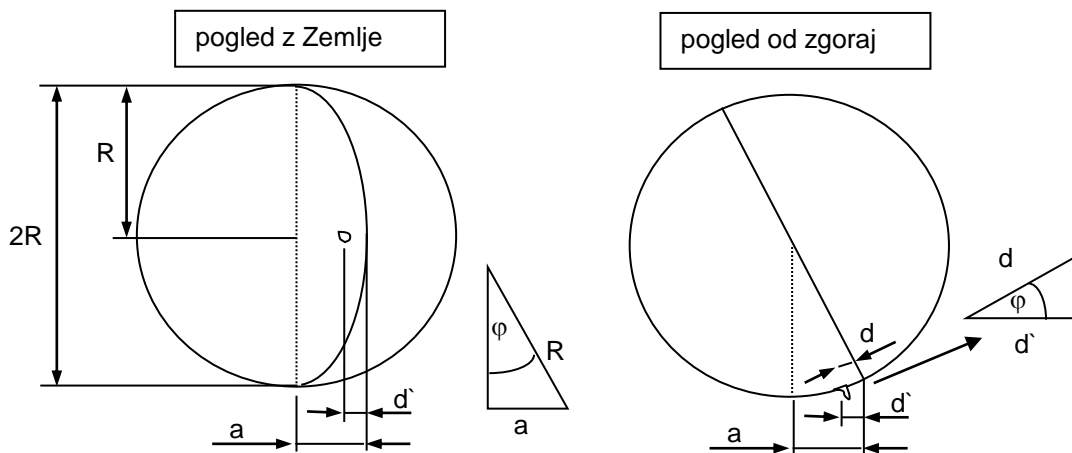 pogled z Zemlje
pogled od zgoraj
R
2R
φ
R
a
d`
a
d
φ
d`
d
d`
a